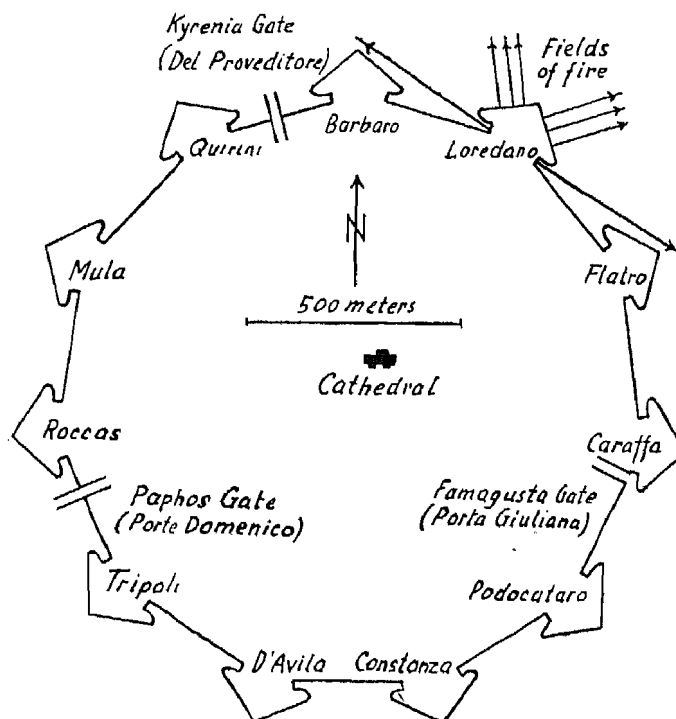 Kyrenia Gate
(Del Proveditore)
Fields
of fire
Barbaro
Quirini
Loredano
N
Mula
Flatro
500 meters
Cathedral
Roccas
Caraffa
Paphos Gate
(Porte Domenico)
Famagusta Gate
(Porta Giuliana)
Tripoli
Podocataro
D'Avila
Constanza